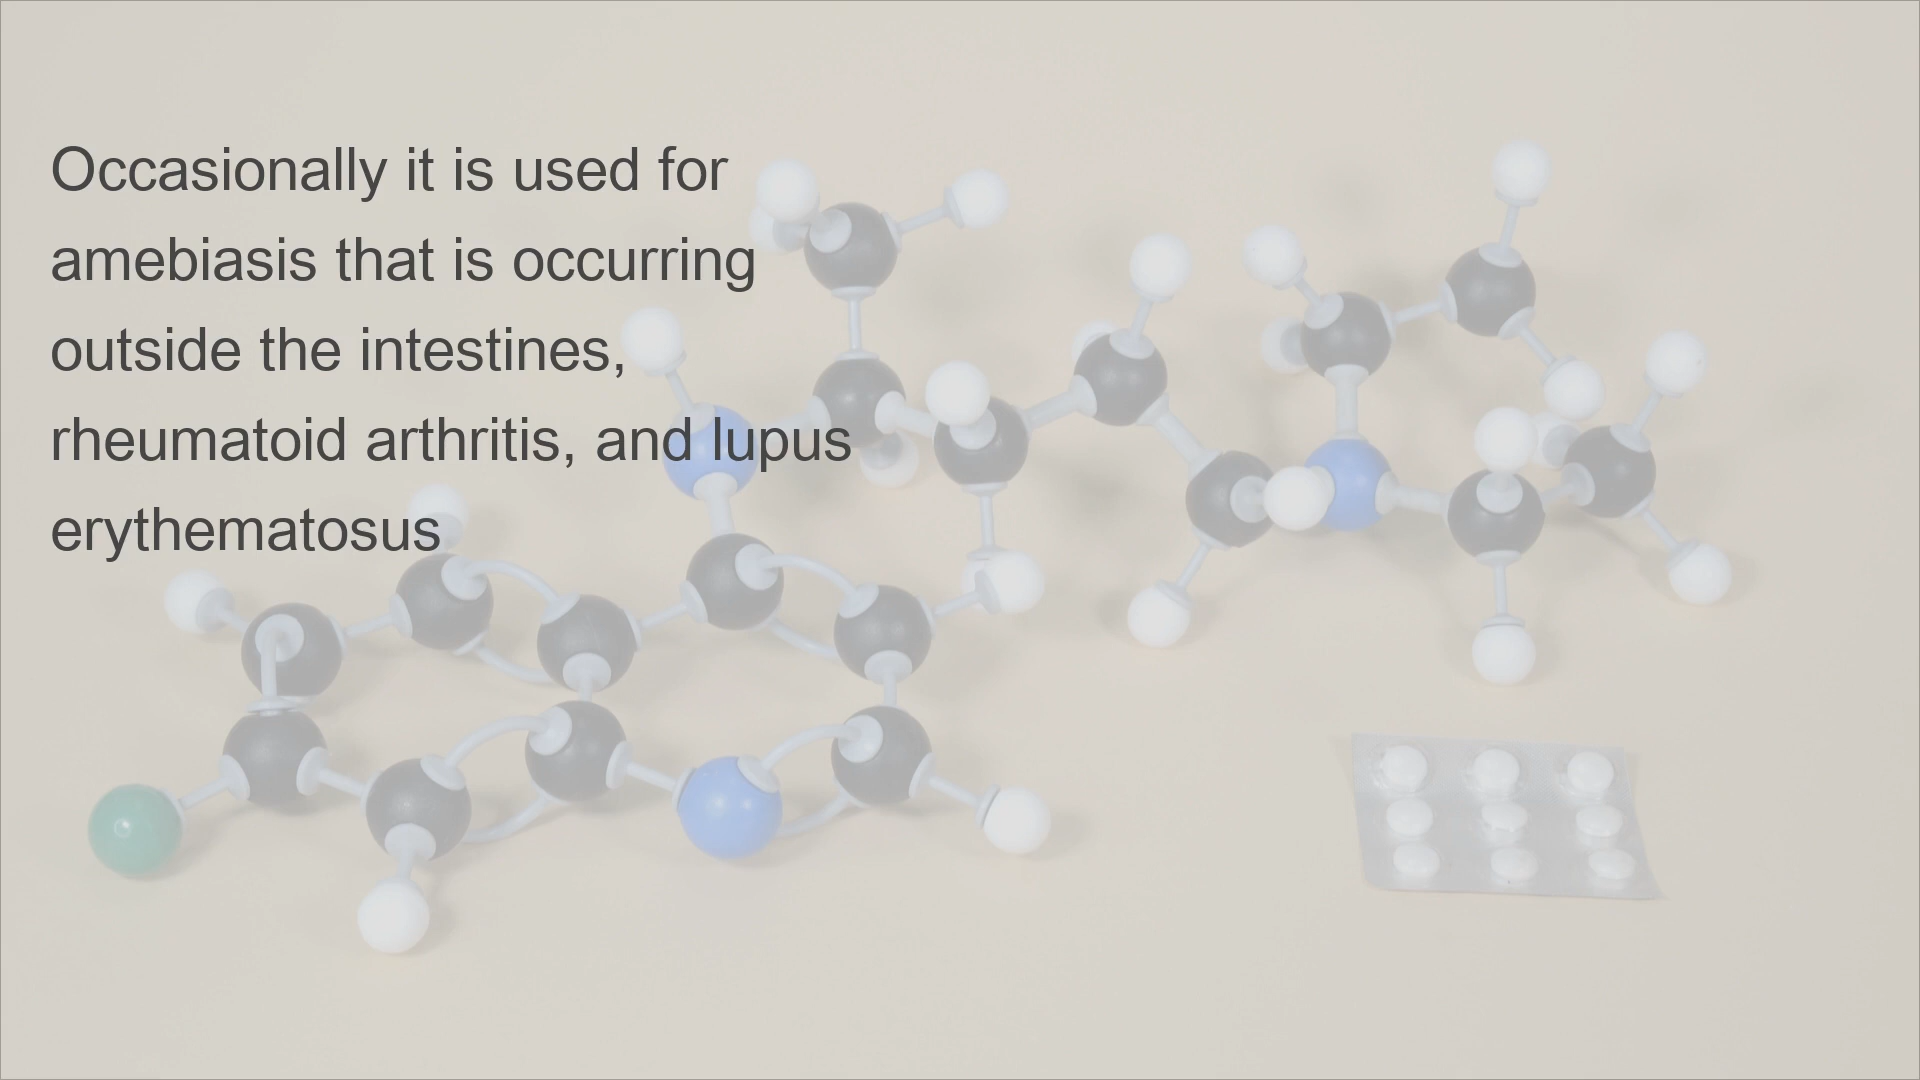 Occasionally it is used for
amebiasis that is occurring
outside the intestines,
rheumatoid arthritis, and lupus
erythematosus